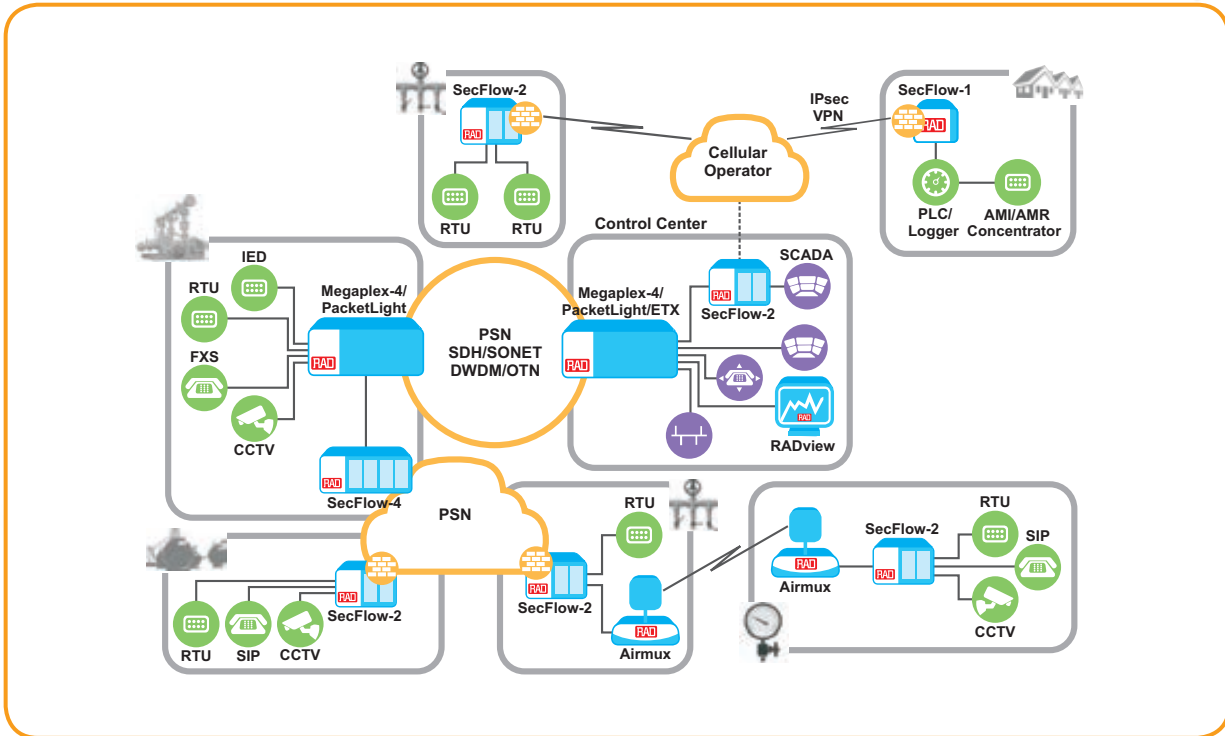 SecFlow-2
RAD
RTU
RTU
Cellular
Operator
IPsec
VPN
SecFlow-1
RAD
PLC/
Logger
AMI/AMR
Concentrator
IED
RTU
FXS
CCTV
Megaplex-4/
PacketLight
RAD
RAD
SecFlow-4
PSN
SDH/SONET
DWDM/OTN
Control Center
Megaplex-4/
PacketLight/ETX
RAD
RAD
SecFlow-2
SCADA
RAD
RADview
PSN
RAD
SecFlow-2
RTU
SIP
CCTV
RAD
SecFlow-2
RTU
RAD
Airmux
RAD
Airmux
SecFlow-2
RAD
RTU
SIP
CCTV